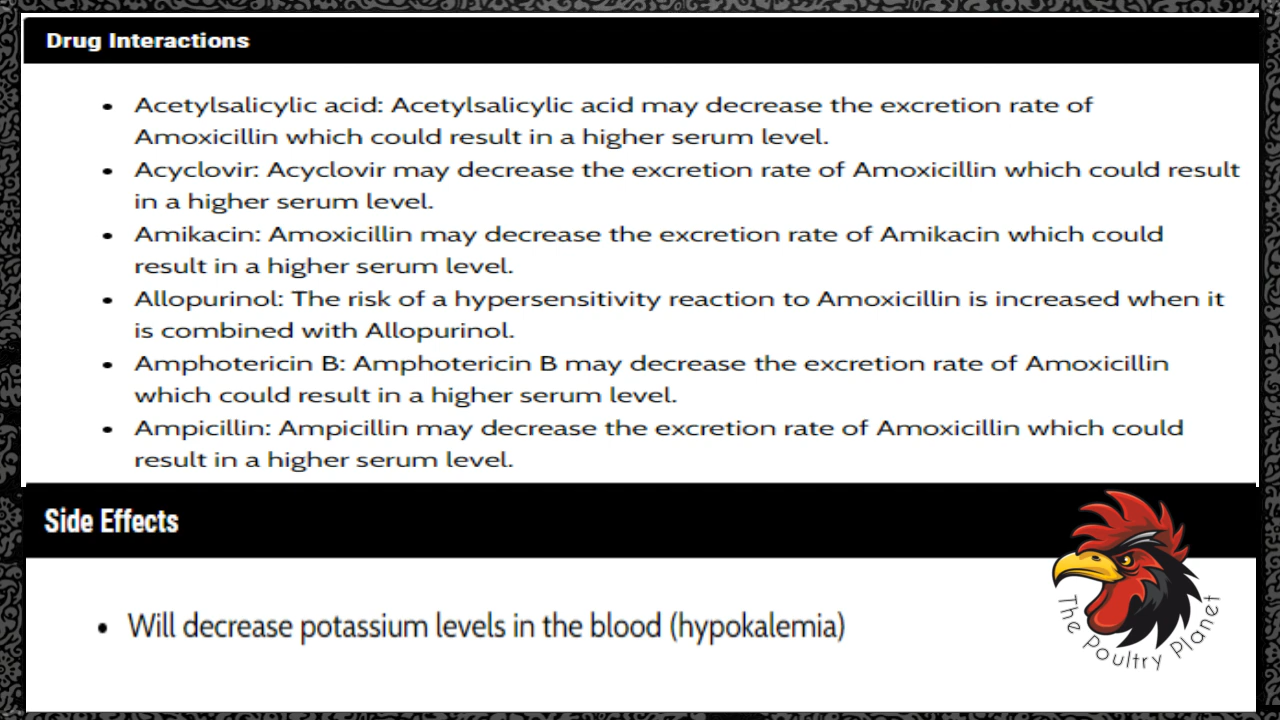 Drug Interactions
• Acetylsalicylic acid: Acetylsalicylic acid may decrease the excretion rate of
Amoxicillin which could result in a higher serum level.
• Acyclovir: Acyclovir may decrease the excretion rate of Amoxicillin which could result
in a higher serum level.
• Amikacin: Amoxicillin may decrease the excretion rate of Amikacin which could
result in a higher serum level.
• Allopurinol: The risk of a hypersensitivity reaction to Amoxicillin is increased when it
is combined with Allopurinol.
• Amphotericin B: Amphotericin B may decrease the excretion rate of Amoxicillin
which could result in a higher serum level.
• Ampicillin: Ampicillin may decrease the excretion rate of Amoxicillin which could
result in a higher serum level.
Side Effects
• Will decrease potassium levels in the blood (hypokalemia)
The Poultry Planet